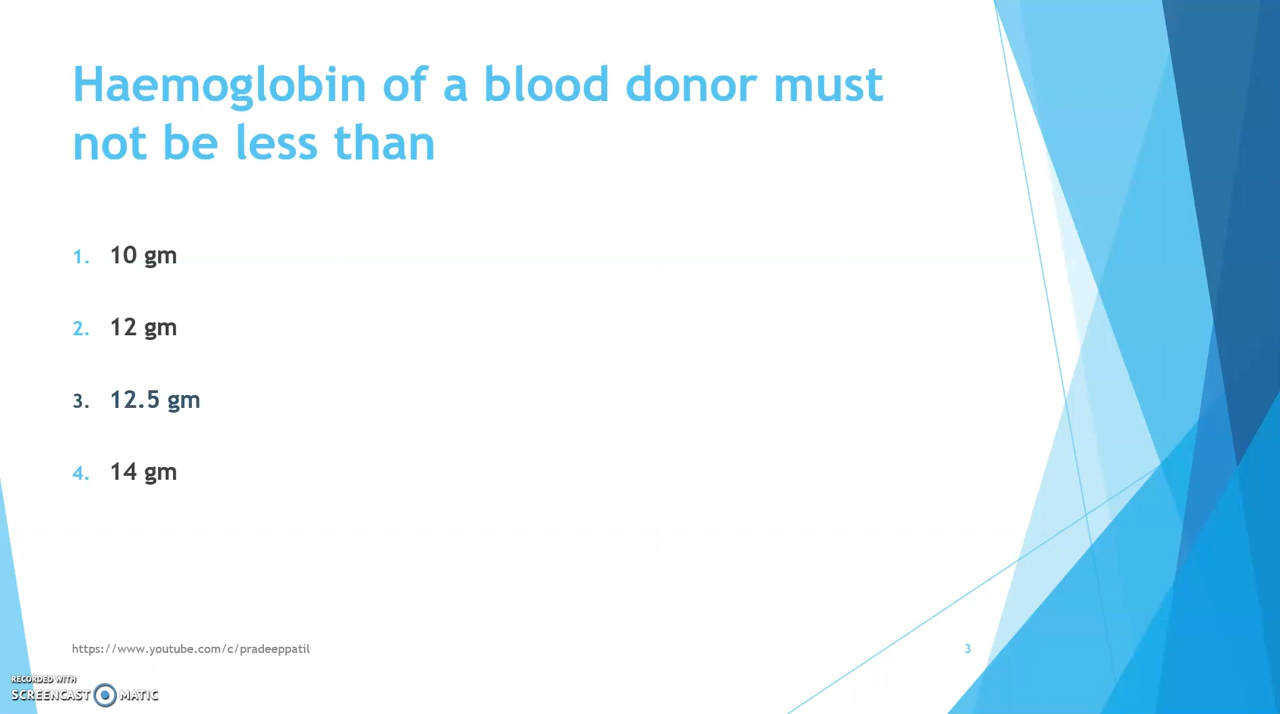 Haemoglobin of a blood donor must
not be less than
1. 10 gm
2. 12 gm
3. 12.5 gm
4. 14 gm
https://www.youtube.com/c/pradeeppatil
3
RECORDED WITH
SCREENCAST MATIC